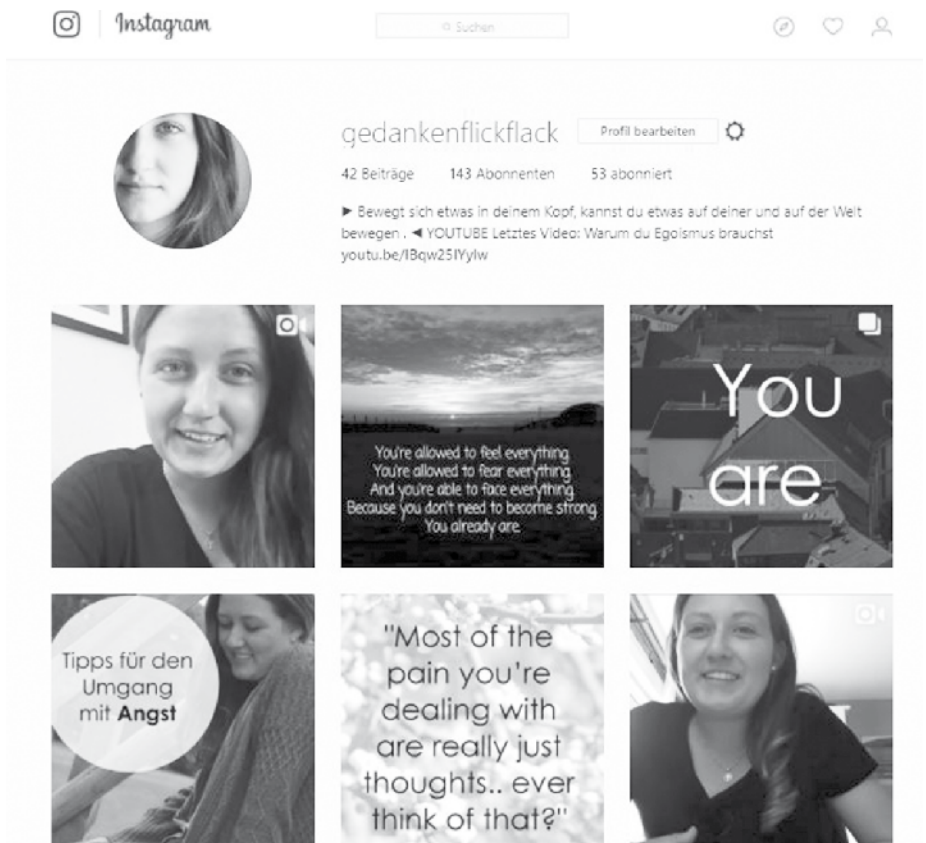 Instagram
Suchen
gedankenflickflack
Profil bearbeiten
42 Beiträge 143 Abonnenten 53 abonniert
► Bewegt sich etwas in deinem Kopf, kannst du etwas auf deiner und auf der Welt
bewegen . ◄ YOUTUBE Letztes Video: Warum du Egoismus brauchst
youtu.be/IBqw25IYyIw
You're allowed to feel everything.
You're allowed to fear everything.
And you're able to face everything.
Because you don't need to become strong.
You already are.
You
are
Tipps für den
Umgang
mit Angst
"Most of the
pain you're
dealing with
are really just
thoughts.. ever
think of that?"